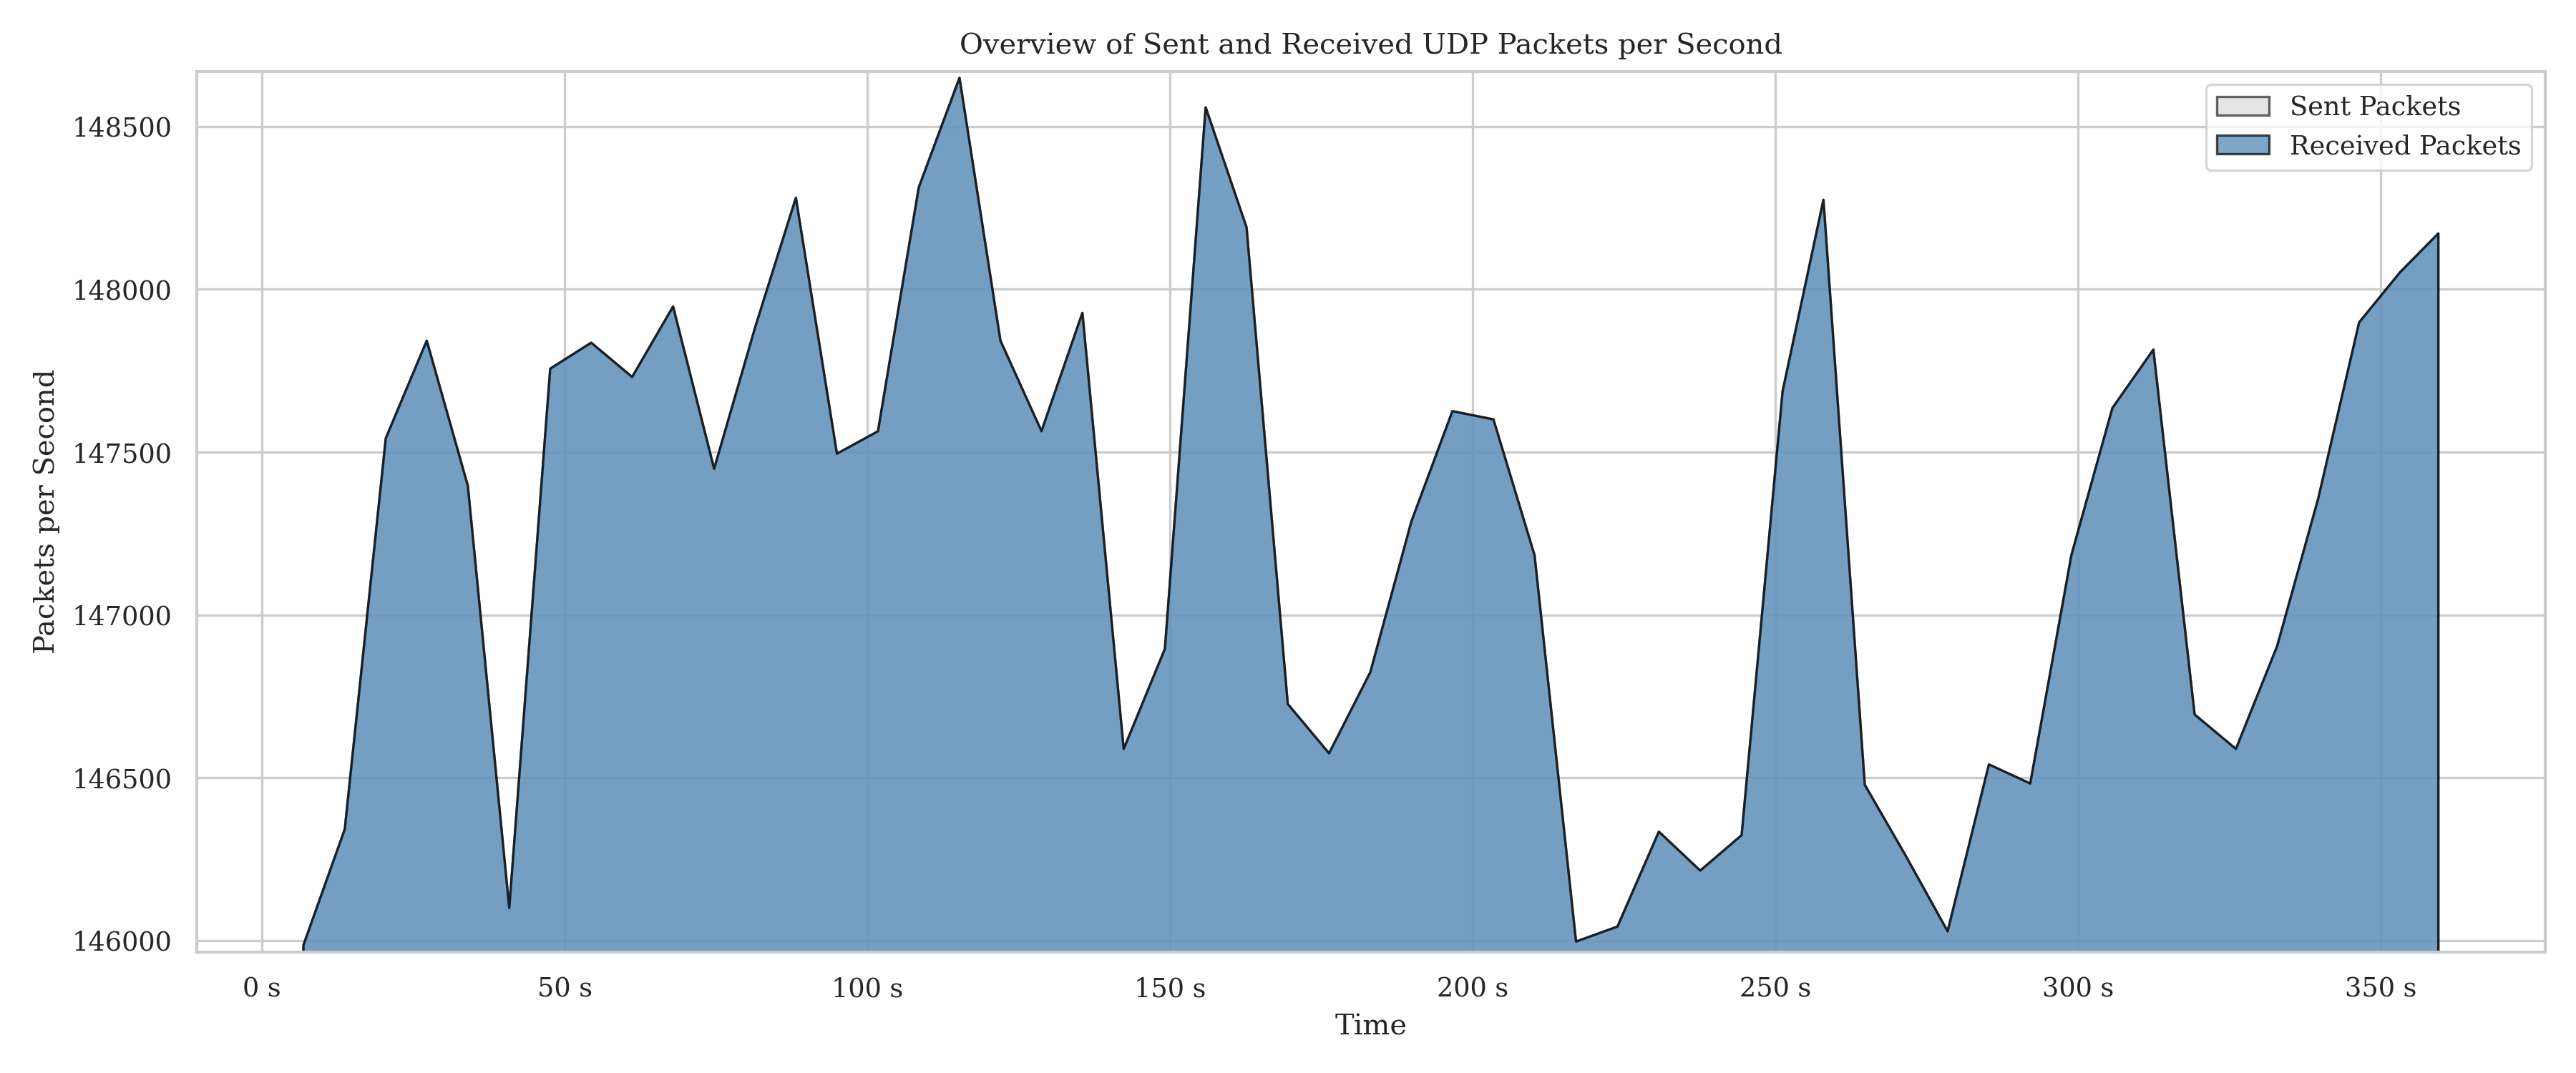 Overview of Sent and Received UDP Packets per Second
Sent Packets
Received Packets
Packets per Second
148500
148000
147500
147000
146500
146000
0 s
50 s
100 s
150 s
200 s
250 s
300 s
350 s
Time